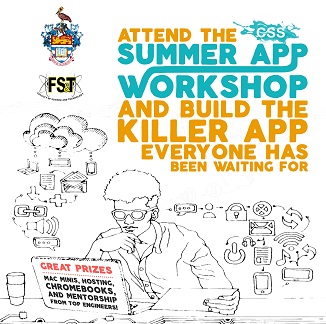 ATTEND THE GSS
SUMMER APP
WORKSHOP
AND BUILD THE
KILLER APP
EVERYONE HAS
BEEN WAITING FOR
FST
GREAT PRIZES
MAC MINIS, HOSTING,
CHROMEBOOKS,
AND MENTORSHIP
FROM TOP ENGINEERS!